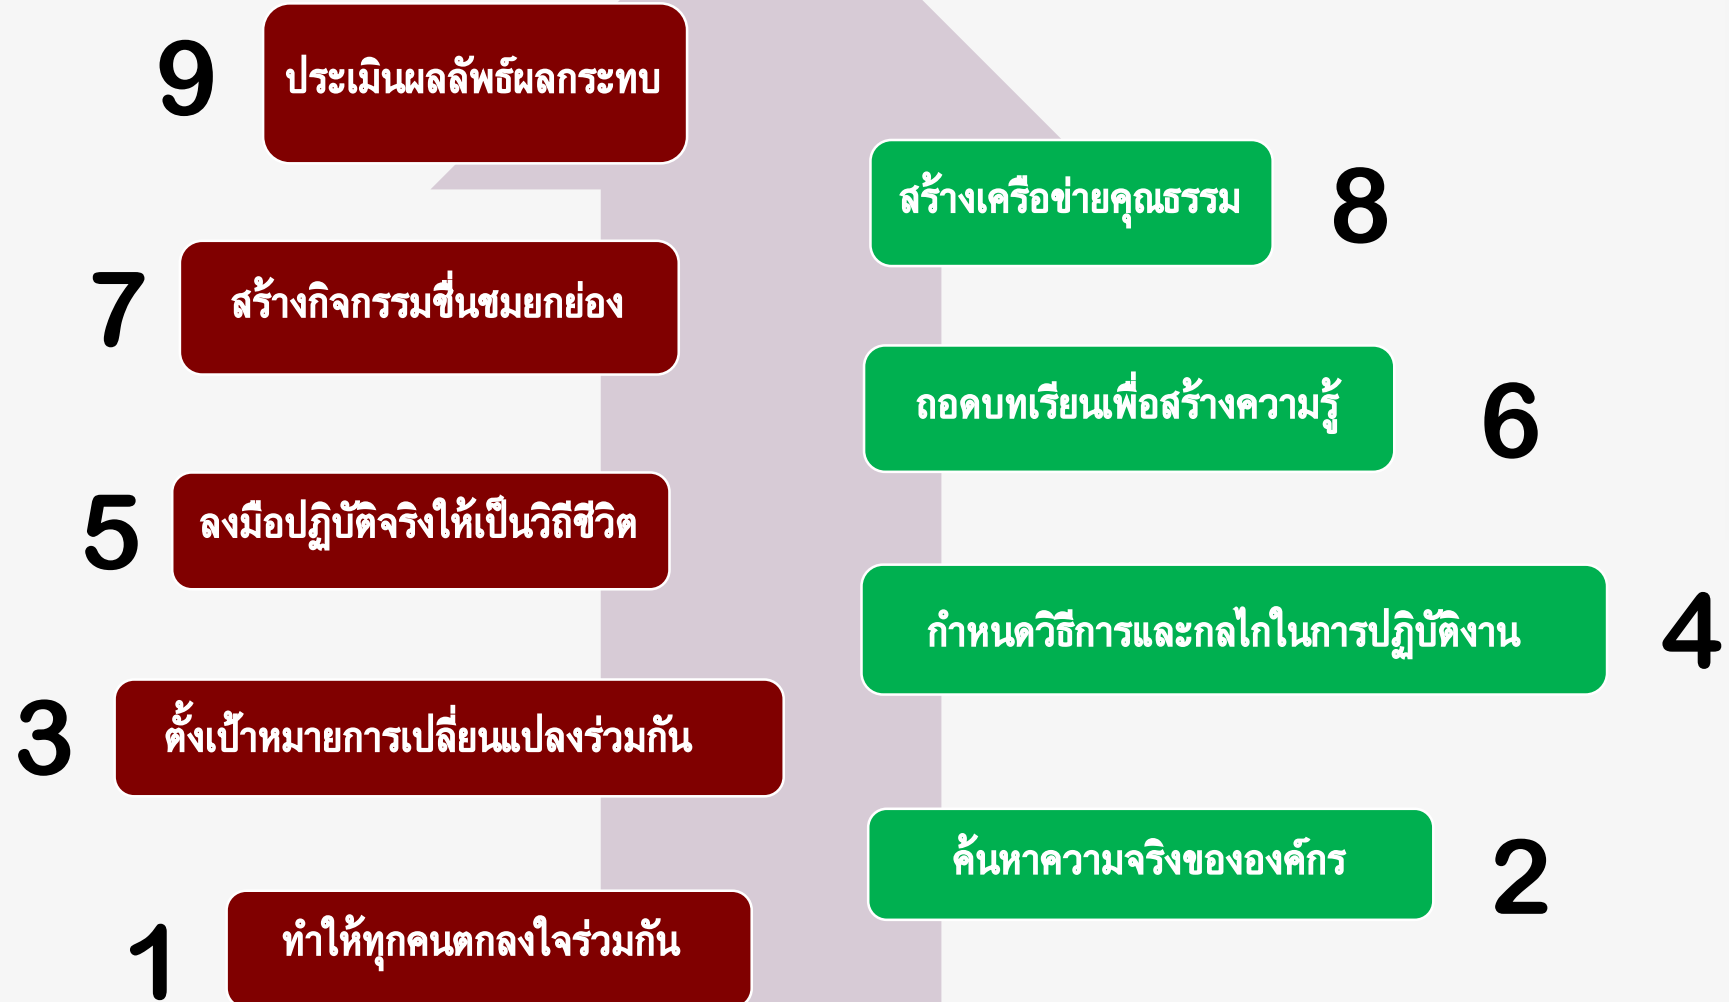 9
ประเมินผลลัพธ์ผลกระทบ
สร้างเครือข่ายคุณธรรม
8
7
สร้างกิจกรรมชื่นชมยกย่อง
ถอดบทเรียนเพื่อสร้างความรู้
6
5
ลงมือปฏิบัติจริงให้เป็นวิถีชีวิต
กำหนดวิธีการและกลไกในการปฏิบัติงาน
4
3
ตั้งเป้าหมายการเปลี่ยนแปลงร่วมกัน
ค้นหาความจริงขององค์กร
2
1
ทำให้ทุกคนตกลงใจร่วมกัน